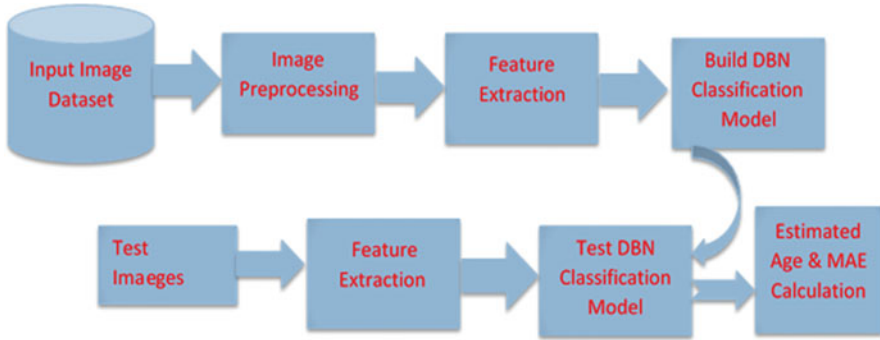 Input Image
Dataset
Image
Preprocessing
Feature
Extraction
Build DBN
Classification
Model
Test
Imaeges
Feature
Extraction
Test DBN
Classification
Model
Estimated
Age & MAE
Calculation